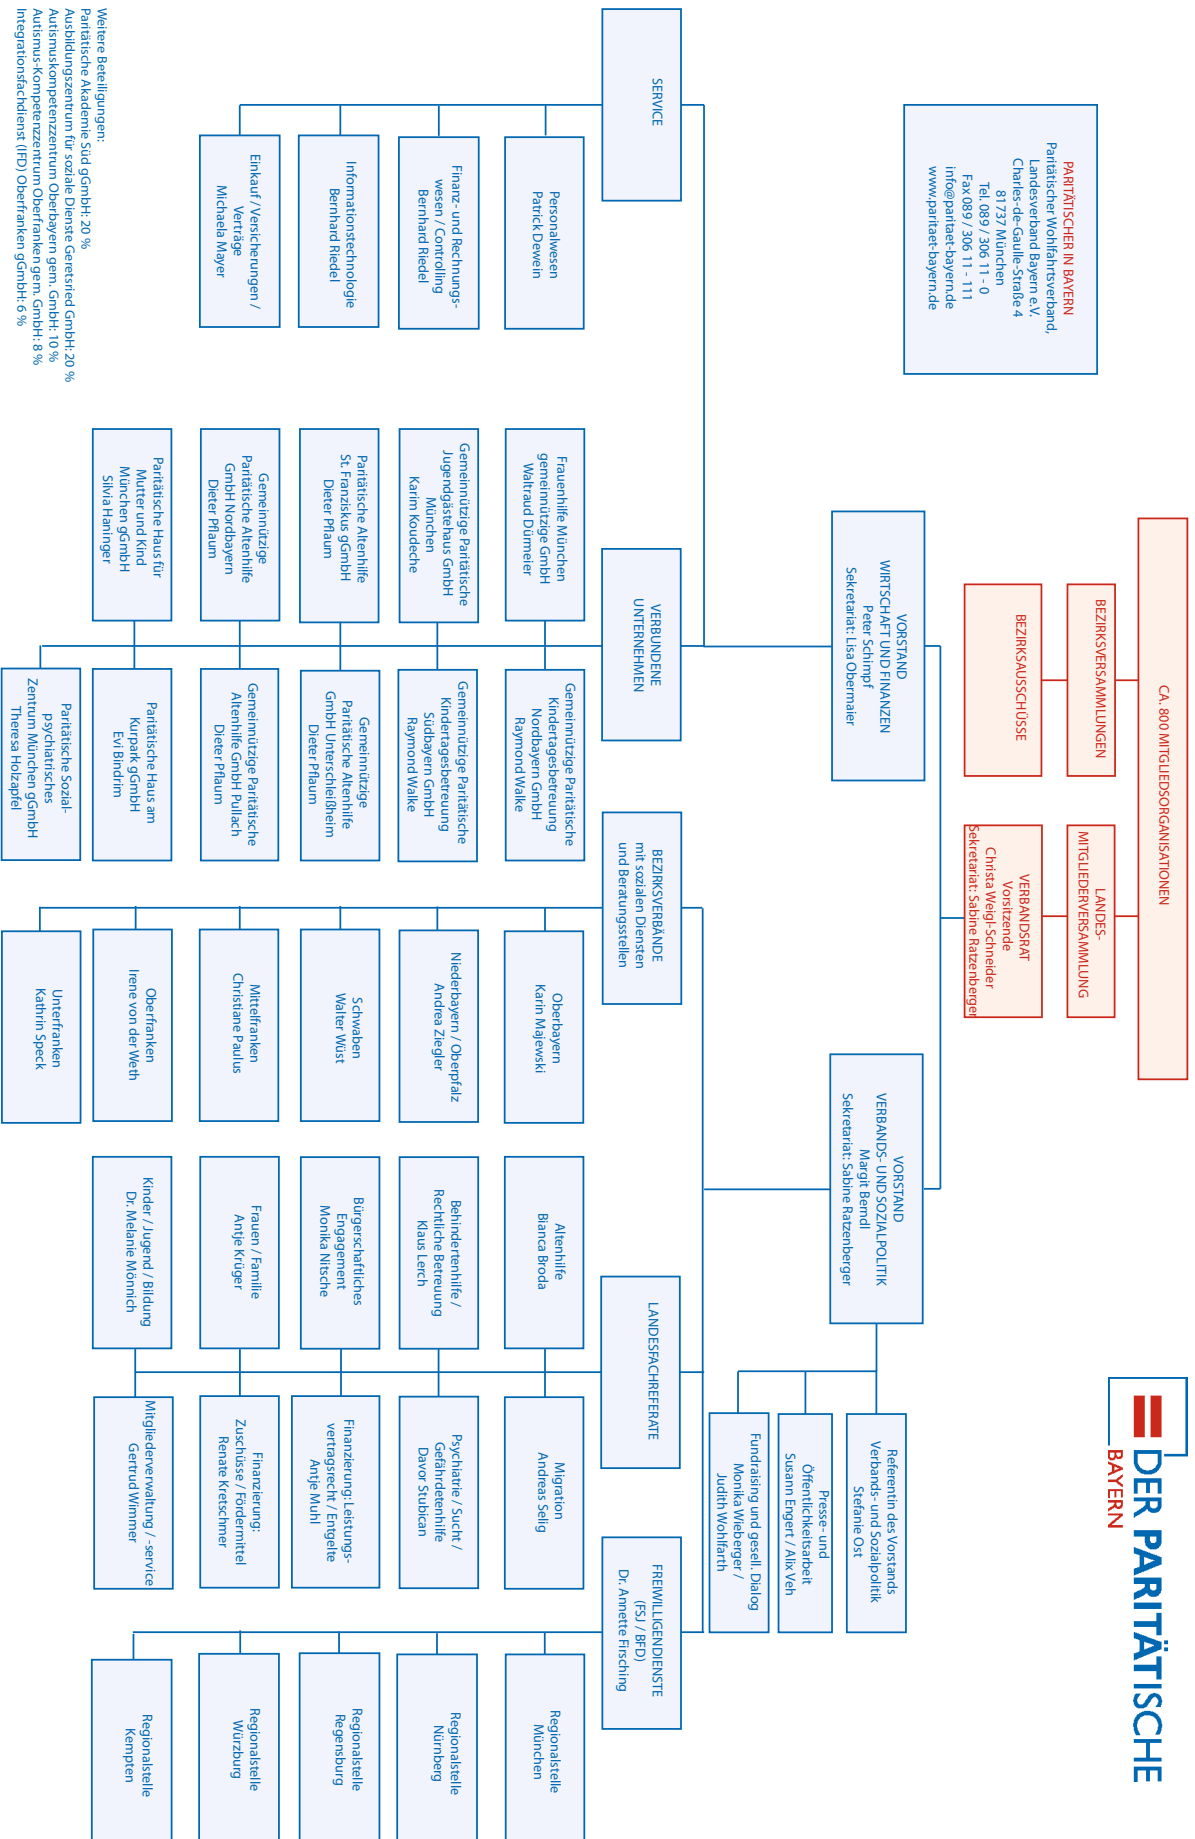 PARITÄTISCHER IN BAYERN
Paritätischer Wohlfahrtsverband,
Landesverband Bayern e.V.
Charles-de-Gaulle-Straße 4
81737 München
Tel. 089 / 306 11 - 0
Fax 089 / 306 11 - 111
info@paritaet-bayern.de
www.paritaet-bayern.de
CA. 800 MITGLIEDSORGANISATIONEN
BEZIRKSVERSAMMLUNGEN
BEZIRKSAUSSCHÜSSE
LANDES-
MITGLIEDERVERSAMMLUNG
VERBANDSRAT
Vorsitzende
Christa Weigl-Schneider
Sekretariat: Sabine Ratzenberger
DER PARITÄTISCHE
BAYERN
VORSTAND
WIRTSCHAFT UND FINANZEN
Peter Schimpf
Sekretariat: Lisa Obermaier
VORSTAND
VERBANDS- UND SOZIALPOLITIK
Margit Berndl
Sekretariat: Sabine Ratzenberger
Referentin des Vorstands
Verbands- und Sozialpolitik
Stefanie Ost
Presse- und
Öffentlichkeitsarbeit
Susann Engert / Alix Veh
Fundraising und gesell. Dialog
Monika Wieberger /
Judith Wohlfarth
SERVICE
Personalwesen
Patrick Dewein
Finanz- und Rechnungs-
wesen / Controlling
Bernhard Riedel
Informationstechnologie
Bernhard Riedel
Einkauf / Versicherungen /
Verträge
Michaela Mayer
VERBUNDENE
UNTERNEHMEN
Frauenhilfe München
gemeinnützige GmbH
Waltraud Dürmeier
Gemeinnützige Paritätische
Jugendgästehaus GmbH
München
Karim Koudeche
Paritätische Altenhilfe
St. Franziskus gGmbH
Dieter Pflaum
Gemeinnützige
Paritätische Altenhilfe
GmbH Nordbayern
Dieter Pflaum
Paritätische Haus für
Mutter und Kind
München gGmbH
Silvia Haninger
Gemeinnützige Paritätische
Kindertagesbetreuung
Nordbayern GmbH
Raymond Walke
Gemeinnützige Paritätische
Kindertagesbetreuung
Südbayern GmbH
Raymond Walke
Gemeinnützige
Paritätische Altenhilfe
GmbH Unterschleißheim
Dieter Pflaum
Gemeinnützige Paritätische
Altenhilfe GmbH Pullach
Dieter Pflaum
Paritätische Haus am
Kurpark gGmbH
Evi Bindrim
Paritätische Sozial-
psychiatrisches
Zentrum München gGmbH
Theresa Holzapfel
BEZIRKSVERBÄNDE
mit sozialen Diensten
und Beratungsstellen
Oberbayern
Karin Majewski
Niederbayern / Oberpfalz
Andrea Ziegler
Schwaben
Walter Wüst
Mittelfranken
Christiane Paulus
Oberfranken
Irene von der Weth
Unterfranken
Kathrin Speck
LANDESFACHREFERATE
Altenhilfe
Bianca Broda
Behindertenhilfe /
Rechtliche Betreuung
Klaus Lerch
Bürgerschaftliches
Engagement
Monika Nitsche
Frauen / Familie
Antje Krüger
Kinder / Jugend / Bildung
Dr. Melanie Mönnich
Migration
Andreas Selig
Psychiatrie / Sucht /
Gefährdetenhilfe
Davor Stubican
Finanzierung: Leistungs-
vertragsrecht / Entgelte
Antje Muhl
Finanzierung:
Zuschüsse / Fördermittel
Renate Kretschmer
Mitgliederverwaltung / -service
Gertrud Wimmer
FREIWILLIGENDIENSTE
(FSJ / BFD)
Dr. Annette Firsching
Regionalstelle
München
Regionalstelle
Nürnberg
Regionalstelle
Regensburg
Regionalstelle
Würzburg
Regionalstelle
Kempten
Weitere Beteiligungen:
Paritätische Akademie Süd gGmbH: 20 %
Ausbildungszentrum für soziale Dienste Geretsried GmbH: 20 %
Autismuskompetenzzentrum Oberbayern gem. GmbH: 10 %
Autismus-Kompetenzzentrum Oberfranken gem. GmbH: 8 %
Integrationsfachdienst (IFD) Oberfranken gGmbH: 6 %